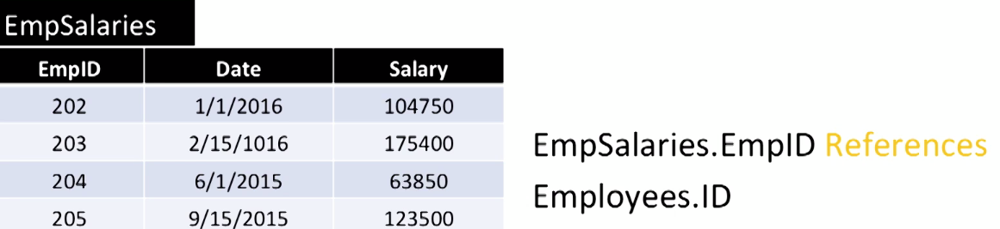 EmpSalaries
EmpID Date Salary
202 1/1/2016 104750
203 2/15/1016 175400
204 6/1/2015 63850
205 9/15/2015 123500
EmpSalaries.EmpID References
Employees.ID